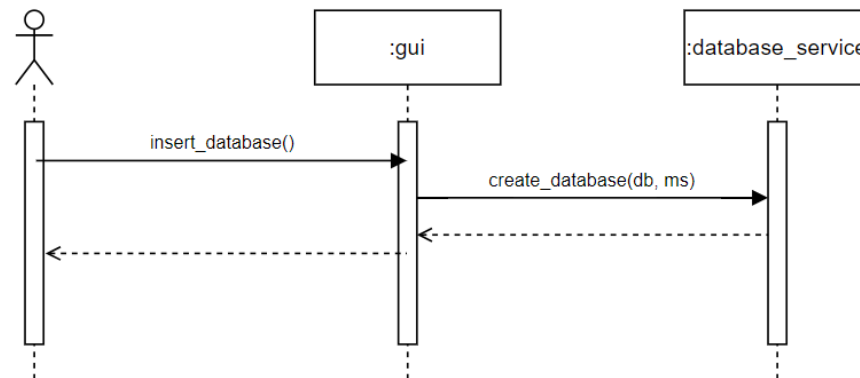 :gui
:database_service
insert_database()
create_database(db, ms)